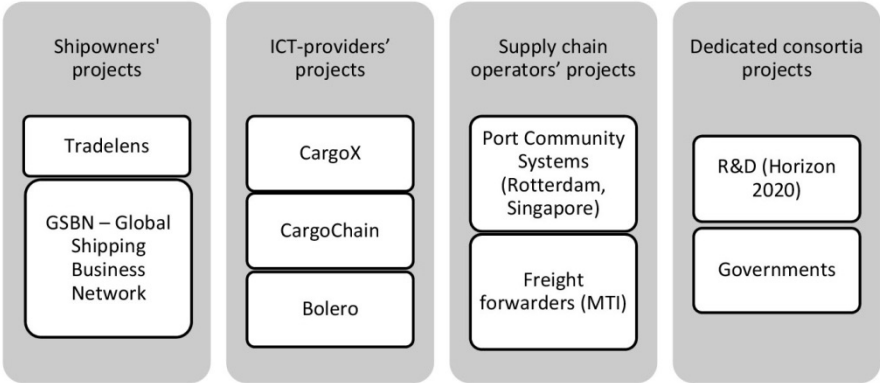 Shipowners'
projects
Tradelens
GSBN – Global
Shipping
Business
Network
ICT-providers’
projects
CargoX
CargoChain
Bolero
Supply chain
operators’ projects
Port Community
Systems
(Rotterdam,
Singapore)
Freight
forwarders (MTI)
Dedicated consortia
projects
R&D (Horizon
2020)
Governments